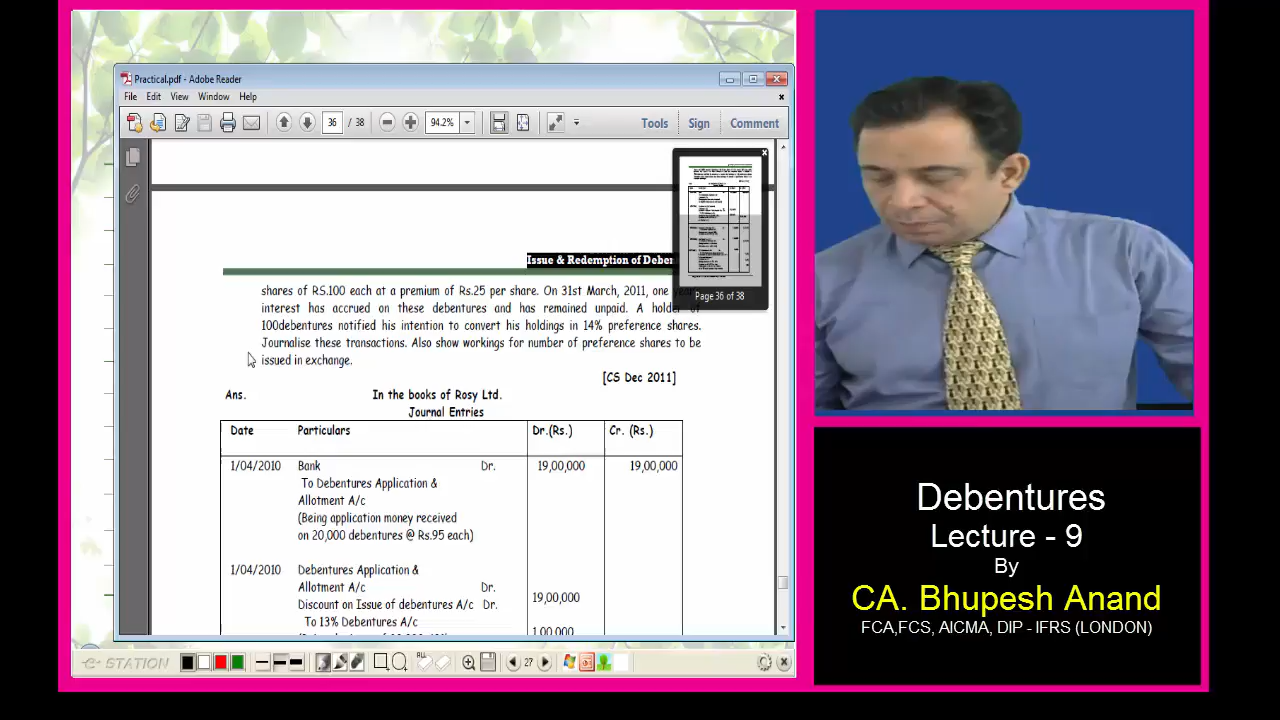 Practical.pdf - Adobe Reader
File Edit View Window Help
36 / 38 94.2% Tools Sign Comment
Issue & Redemption of Deben
Page 36 of 38
shares of RS.100 each at a premium of Rs.25 per share. On 31st March, 2011, one
interest has accrued on these debentures and has remained unpaid. A holder of
100debentures notified his intention to convert his holdings in 14% preference shares.
Journalise these transactions. Also show workings for number of preference shares to be
issued in exchange.
[CS Dec 2011]
Ans. In the books of Rosy Ltd.
Journal Entries
Date Particulars Dr.(Rs.) Cr. (Rs.)
1/04/2010 Bank Dr. 19,00,000 19,00,000
To Debentures Application &
Allotment A/c
(Being application money received
on 20,000 debentures @ Rs.95 each)
1/04/2010 Debentures Application &
Allotment A/c Dr.
19,00,000
Discount on Issue of debentures A/c Dr.
To 13% Debentures A/c
1,00,000
e-STATION
ALL
27
Debentures
Lecture - 9
By
CA. Bhupesh Anand
FCA,FCS, AICMA, DIP - IFRS (LONDON)